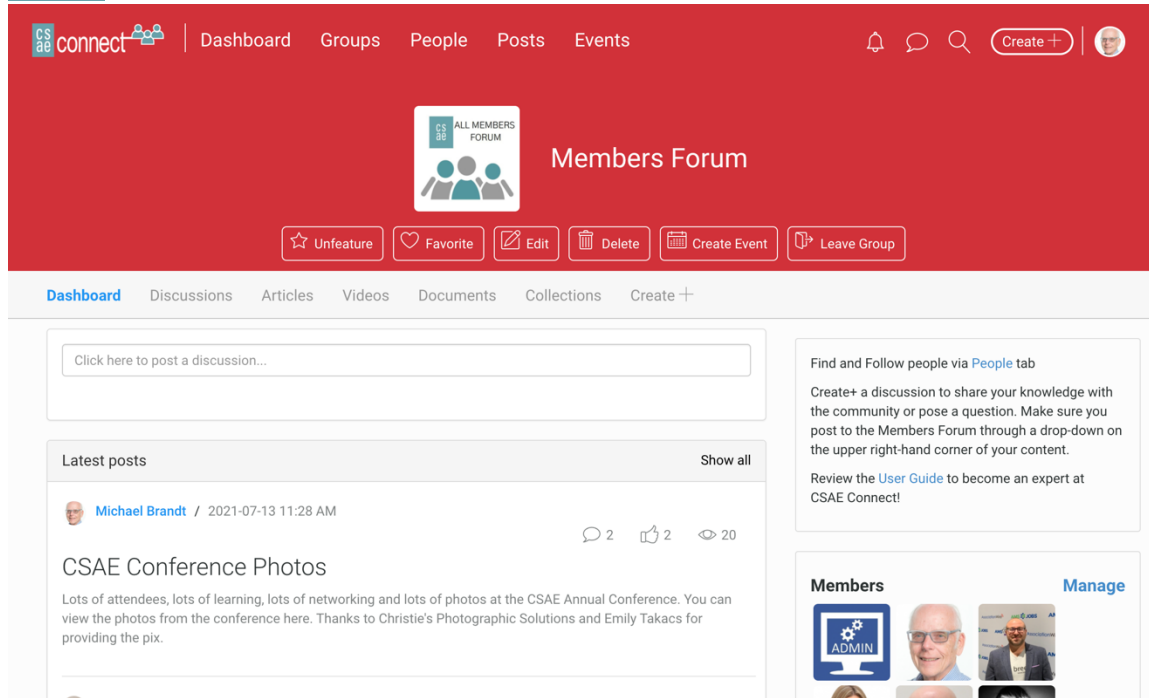 cs
ae connect
Dashboard Groups People Posts Events
Create+
cs
ae
ALL MEMBERS
FORUM
Members Forum
Unfeature Favorite Edit Delete Create Event Leave Group
Dashboard Discussions Articles Videos Documents Collections Create+
Click here to post a discussion...
Latest posts Show all
Michael Brandt / 2021-07-13 11:28 AM
2 2 20
CSAE Conference Photos
Lots of attendees, lots of learning, lots of networking and lots of photos at the CSAE Annual Conference. You can
view the photos from the conference here. Thanks to Christie's Photographic Solutions and Emily Takacs for
providing the pix.
Find and Follow people via People tab
Create+ a discussion to share your knowledge with
the community or pose a question. Make sure you
post to the Members Forum through a drop-down on
the upper right-hand corner of your content.
Review the User Guide to become an expert at
CSAE Connect!
Members Manage
ADMIN